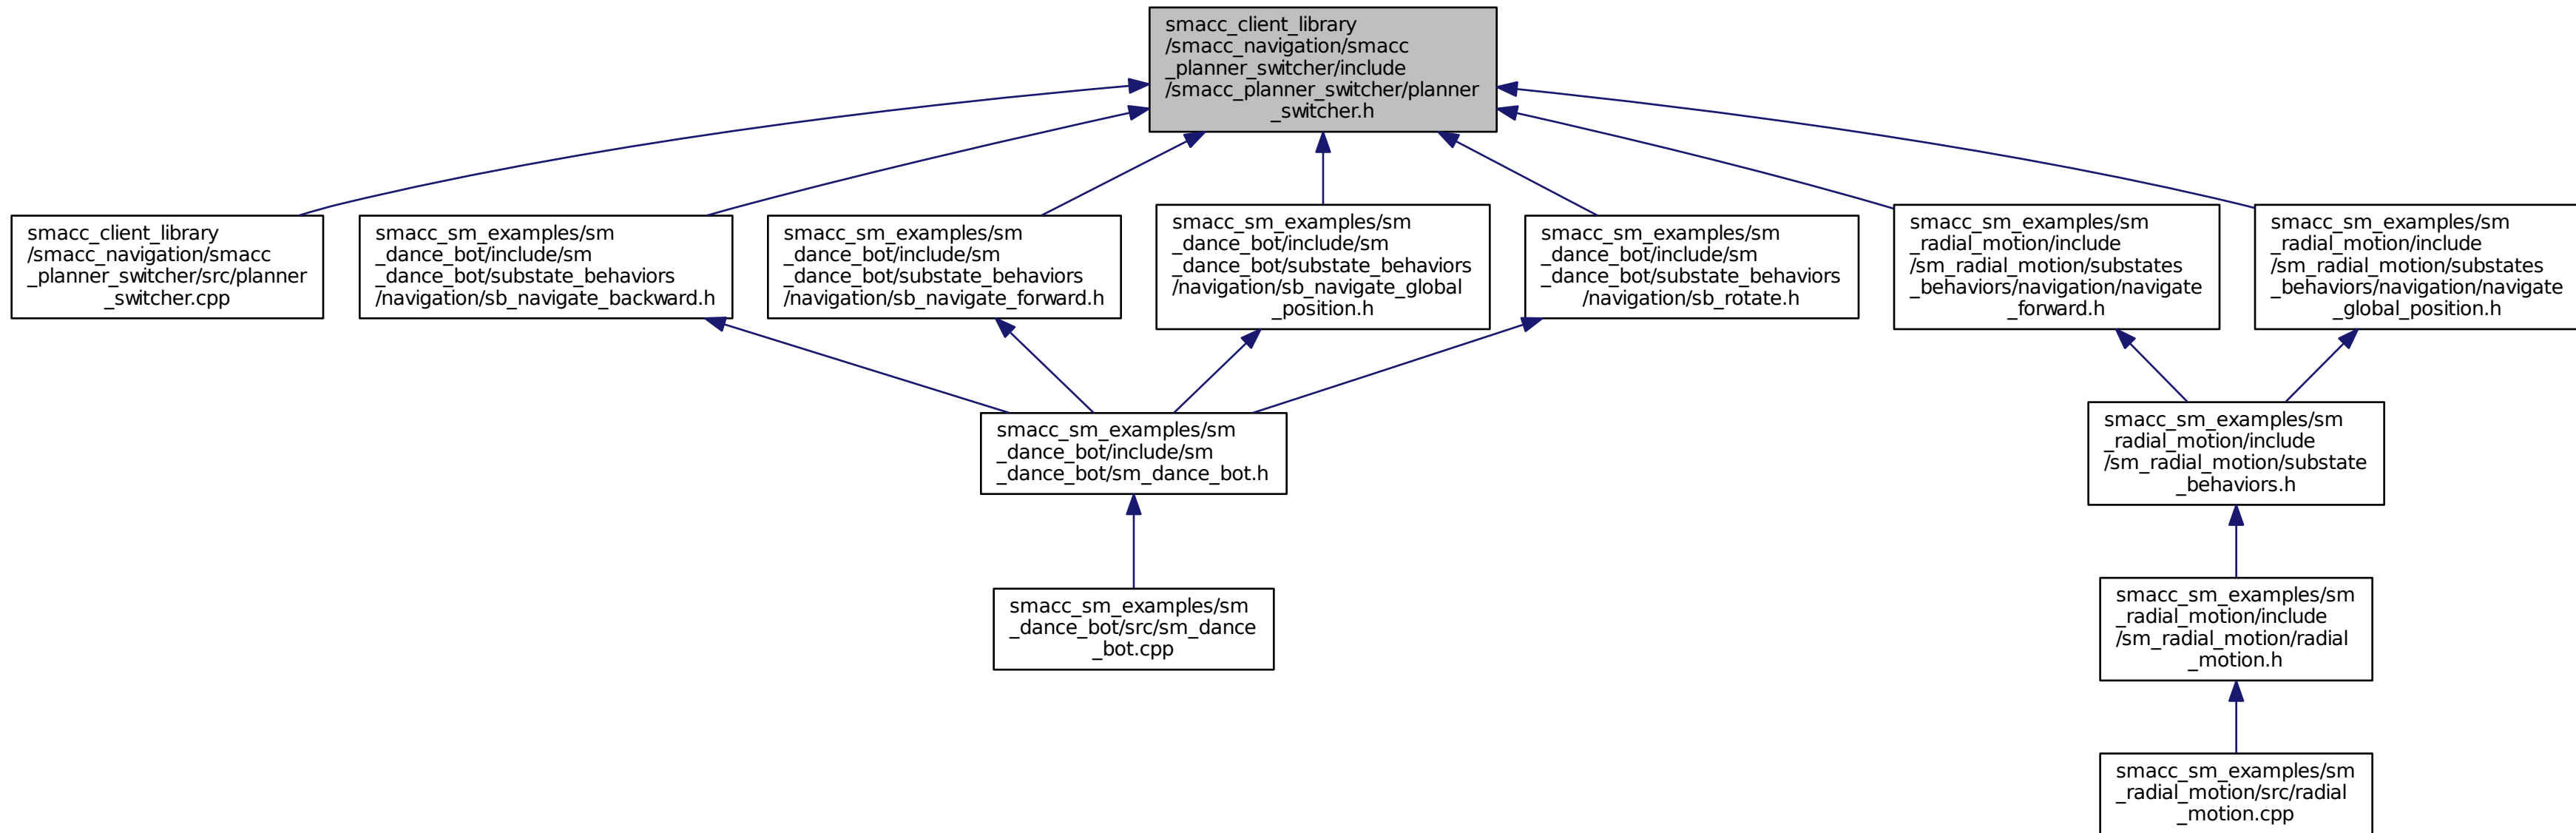 smacc_client_library
/smacc_navigation/smacc
_planner_switcher/include
/smacc_planner_switcher/planner
_switcher.h
smacc_client_library
/smacc_navigation/smacc
_planner_switcher/src/planner
_switcher.cpp
smacc_sm_examples/sm
_dance_bot/include/sm
_dance_bot/substate_behaviors
/navigation/sb_navigate_backward.h
smacc_sm_examples/sm
_dance_bot/include/sm
_dance_bot/substate_behaviors
/navigation/sb_navigate_forward.h
smacc_sm_examples/sm
_dance_bot/include/sm
_dance_bot/substate_behaviors
/navigation/sb_navigate_global
_position.h
smacc_sm_examples/sm
_dance_bot/include/sm
_dance_bot/substate_behaviors
/navigation/sb_rotate.h
smacc_sm_examples/sm
_radial_motion/include
/sm_radial_motion/substates
_behaviors/navigation/navigate
_forward.h
smacc_sm_examples/sm
_radial_motion/include
/sm_radial_motion/substates
_behaviors/navigation/navigate
_global_position.h
smacc_sm_examples/sm
_dance_bot/include/sm
_dance_bot/sm_dance_bot.h
smacc_sm_examples/sm
_radial_motion/include
/sm_radial_motion/substate
_behaviors.h
smacc_sm_examples/sm
_dance_bot/src/sm_dance
_bot.cpp
smacc_sm_examples/sm
_radial_motion/include
/sm_radial_motion/radial
_motion.h
smacc_sm_examples/sm
_radial_motion/src/radial
_motion.cpp